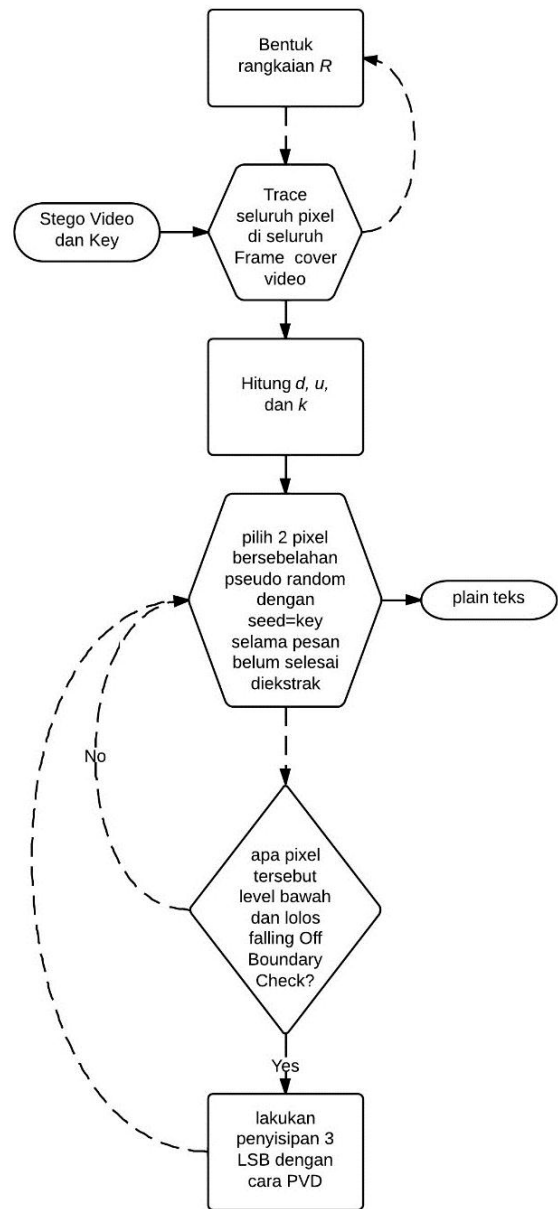 Bentuk
rangkaian R
Stego Video
dan Key
Trace
seluruh pixel
di seluruh
Frame cover
video
Hitung d, u,
dan k
pilih 2 pixel
bersebelahan
pseudo random
dengan
seed=key
selama pesan
belum selesai
diekstrak
plain teks
No
apa pixel
tersebut
level bawah
dan lolos
falling Off
Boundary
Check?
Yes
lakukan
penyisipan 3
LSB dengan
cara PVD